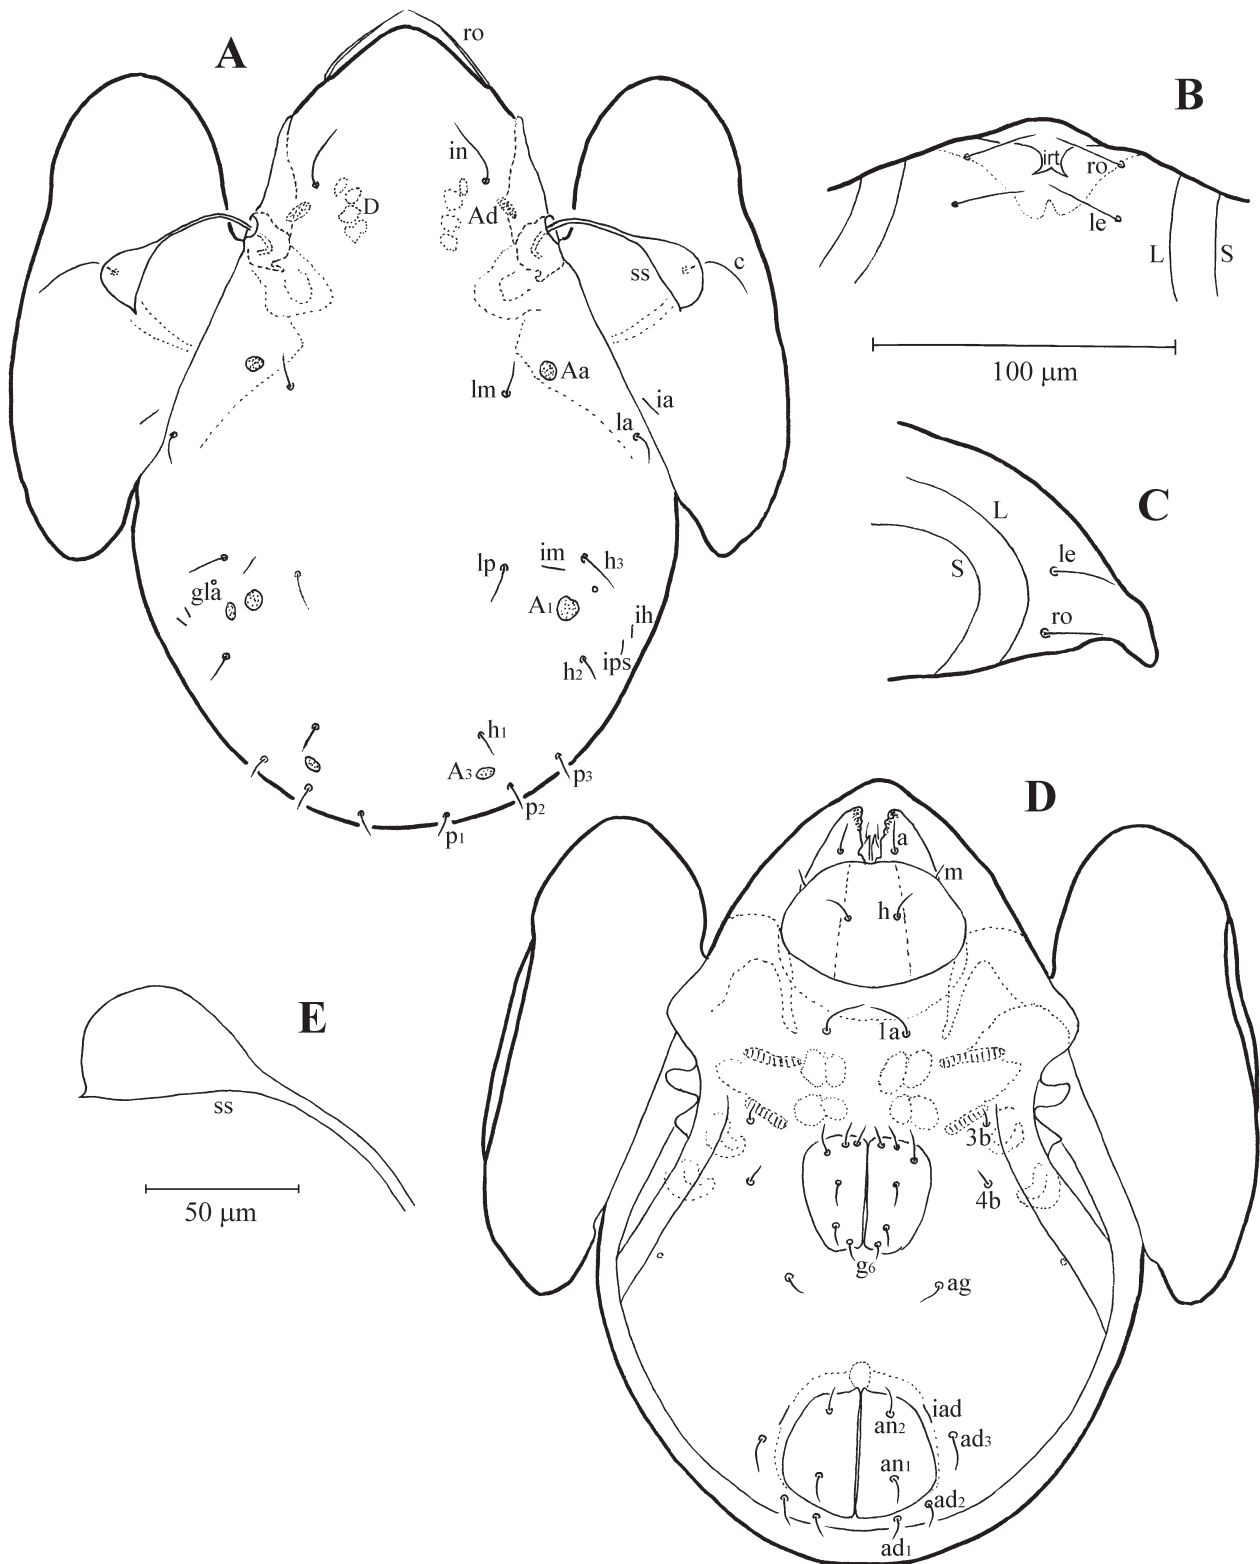 A
ro
in
D
Ad
ss
c
Aa
lm
ia
la
lp
im
h3
gla
A1
ih
ips
h2
h1
A3
p3
p2
p1
B
irt
ro
le
L
S
100 µm
C
L
S
le
ro
D
a
m
h
1a
3b
4b
g6
ag
iad
an2
ad3
an1
ad2
ad1
E
ss
50 µm